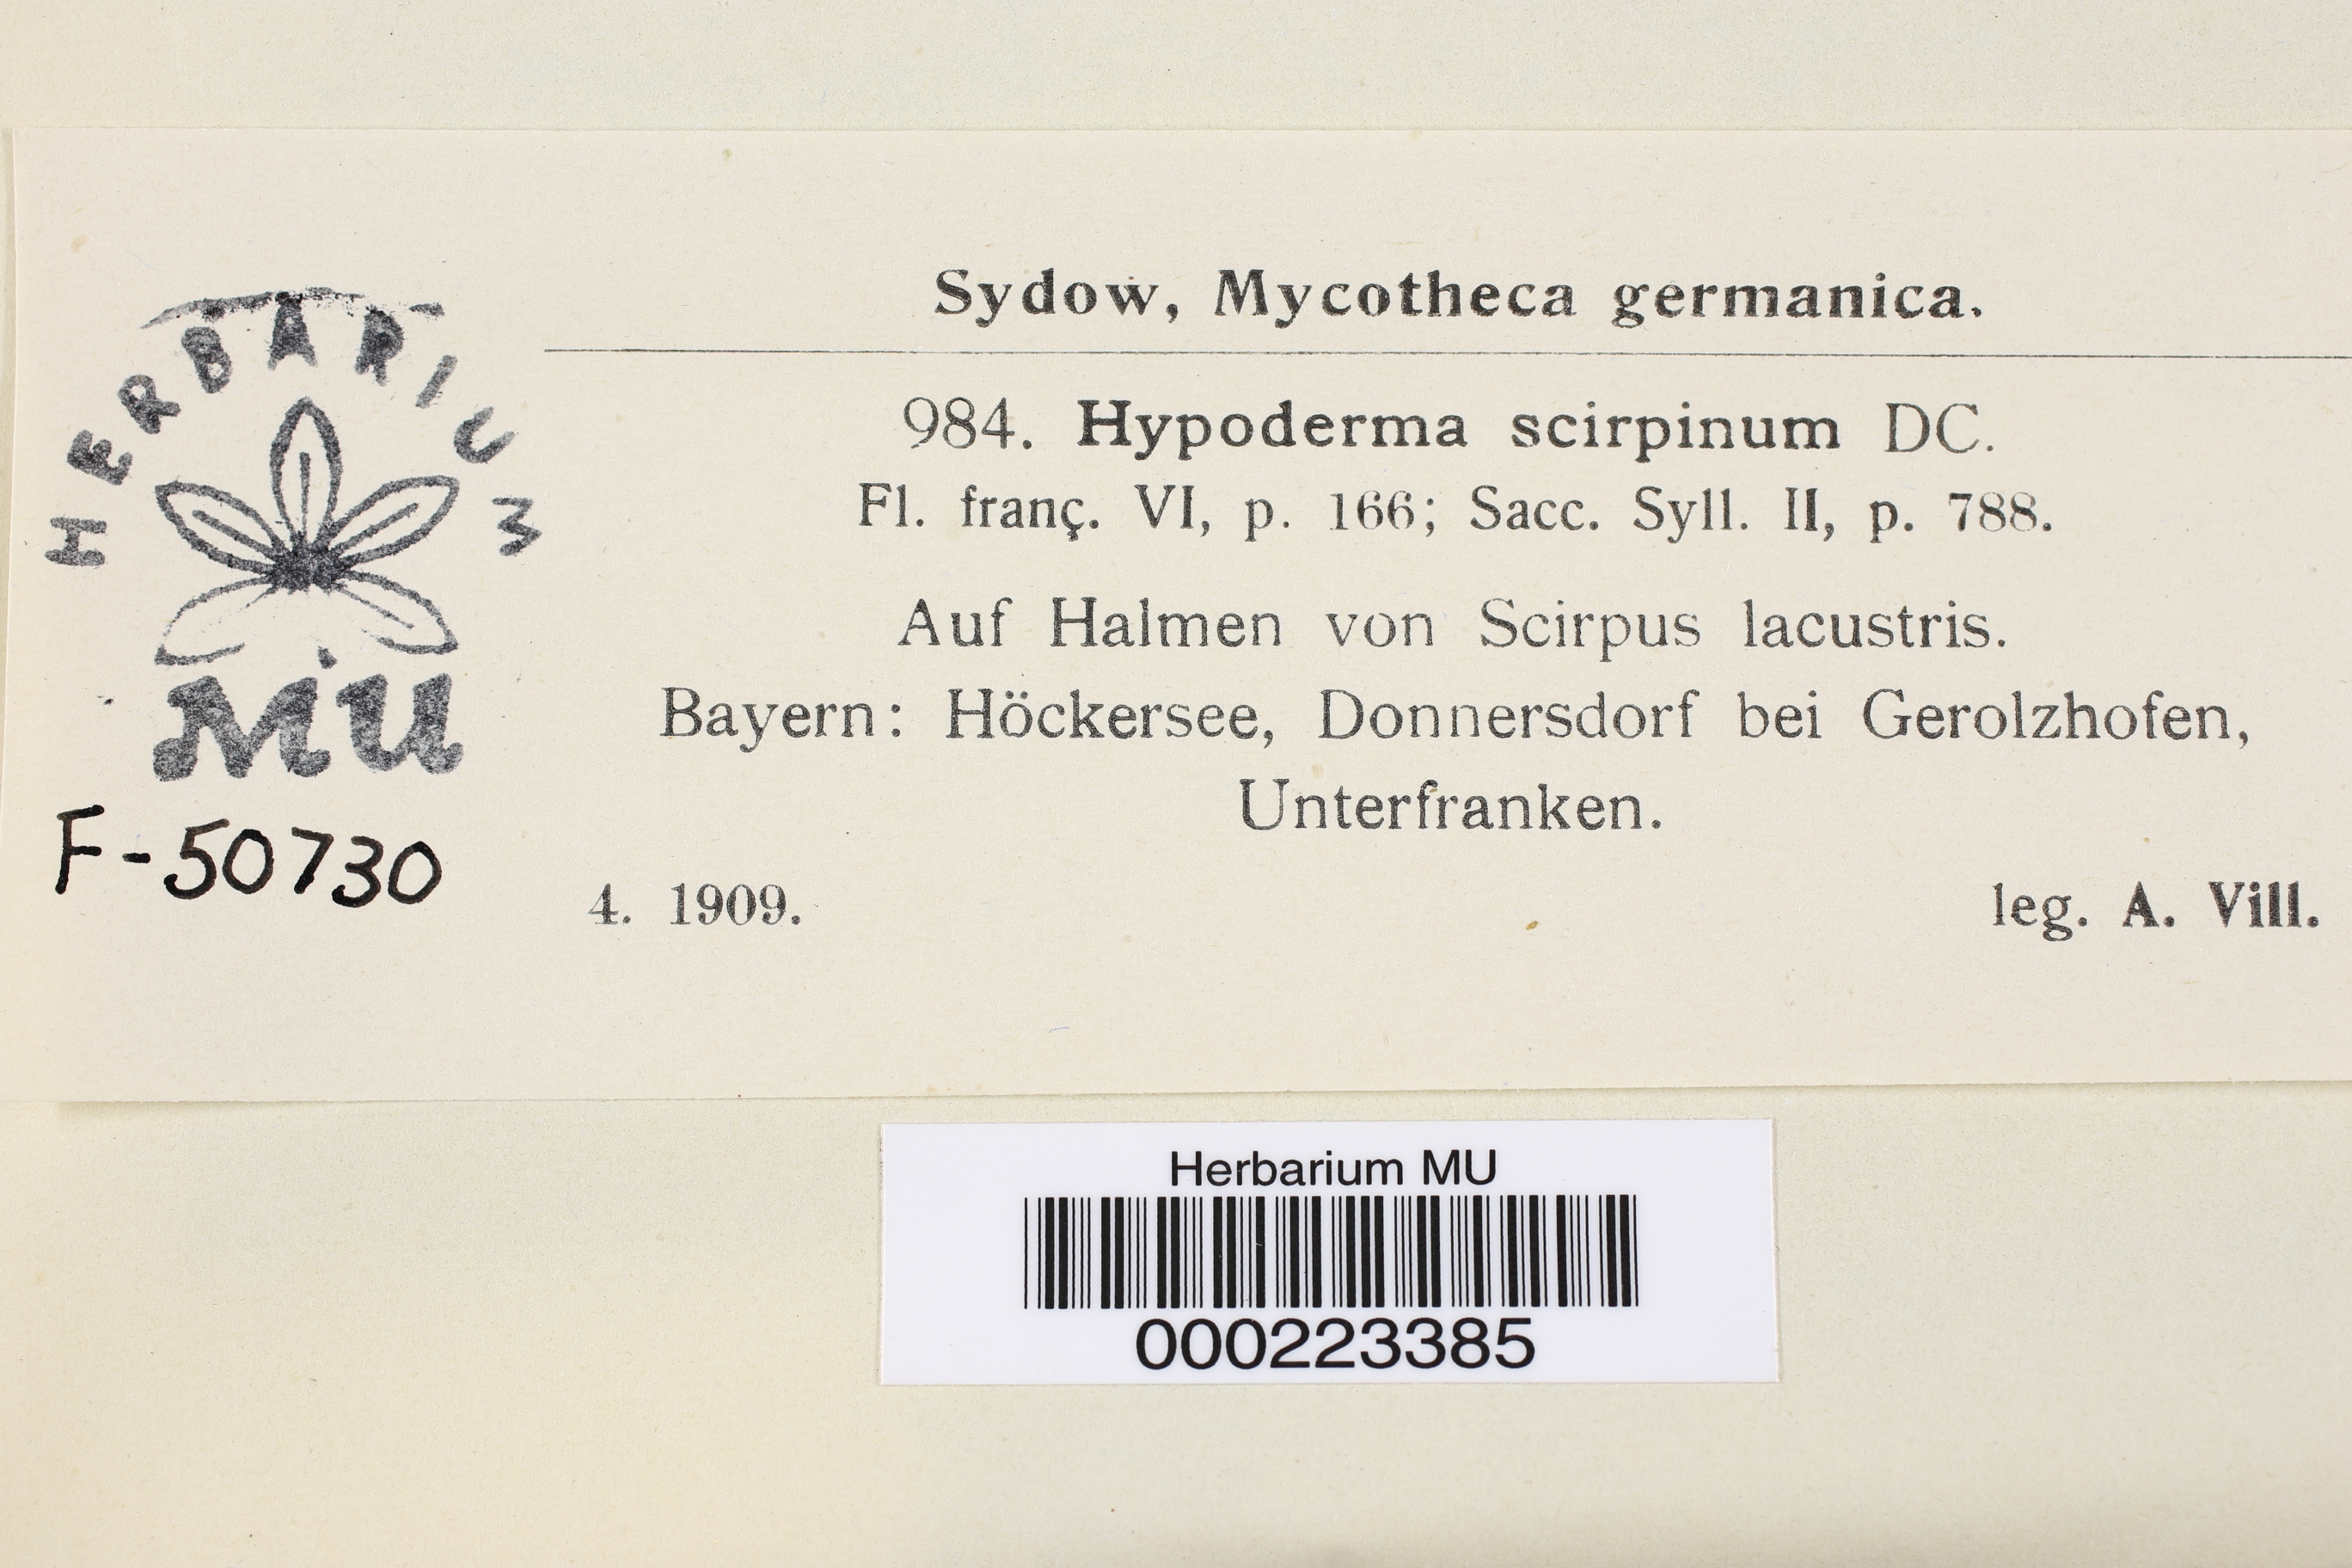 HERBARIUM
MU
F-50730
Sydow, Mycotheca germanica.
984. Hypoderma scirpinum DC.
Fl. franç. VI, p. 166; Sacc. Syll. II, p. 788.
Auf Halmen von Scirpus lacustris.
Bayern: Höckersee, Donnersdorf bei Gerolzhofen,
Unterfranken.
4. 1909. leg. A. Vill.
Herbarium MU
000223385